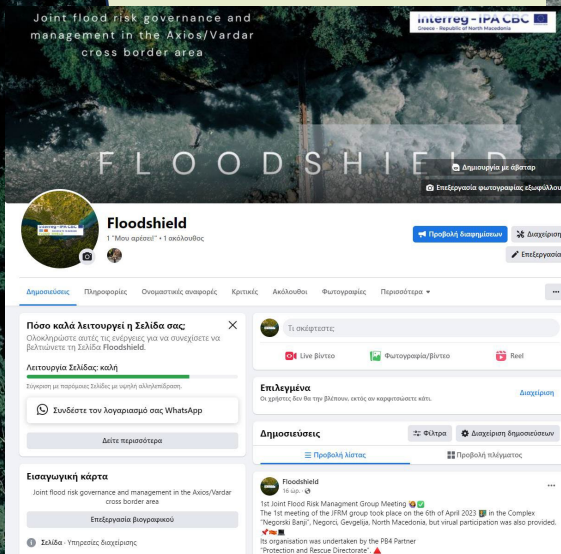 Joint flood risk governance and
management in the Axios/Vardar
cross border area
Interreg - IPA CBC
Greece - Republic of North Macedonia
FLOODSHIELD
Δημιουργία με άβαταρ
Επεξεργασία φωτογραφίας εξωφύλλου
Interreg - IPA CBC
Floodshield
1 "Μου αρέσει!" • 1 ακόλουθος
Προβολή διαφημίσεων
Διαχείριση
Επεξεργασία
Δημοσιεύσεις Πληροφορίες Ονομαστικές αναφορές Κριτικές Ακόλουθοι Φωτογραφίες Περισσότερα
Πόσο καλά λειτουργεί η Σελίδα σας;
Ολοκληρώστε αυτές τις ενέργειες για να συνεχίσετε να
βελτιώνετε τη Σελίδα Floodshield.
Λειτουργία Σελίδας: καλή
Σύγκριση με παρόμοιες Σελίδες με υψηλή αλληλεπίδραση.
Συνδέστε τον λογαριασμό σας WhatsApp
Δείτε περισσότερα
Εισαγωγική κάρτα
Joint flood risk governance and management in the Axios/Vardar
cross border area
Επεξεργασία βιογραφικού
Σελίδα · Υπηρεσίες διαχείρισης
Τι σκέφτεστε;
Live βίντεο Φωτογραφία/βίντεο Reel
Επιλεγμένα
Διαχείριση
Οι χρήστες δεν θα την βλέπουν, εκτός αν καρφιτσώσετε κάτι.
Δημοσιεύσεις
Φίλτρα Διαχείριση δημοσιεύσεων
Προβολή λίστας Προβολή πλέγματος
Floodshield
1st Joint Flood Risk Managment Group Meeting
The 1st meeting of the JFRM group took place on the 6th of April 2023 in the Complex
"Negorski Banji", Negorci, Gevgelija, North Macedonia, but virual participation was also provided.
Its organisation was undertaken by the PB4 Partner
"Protection and Rescue Directorate".